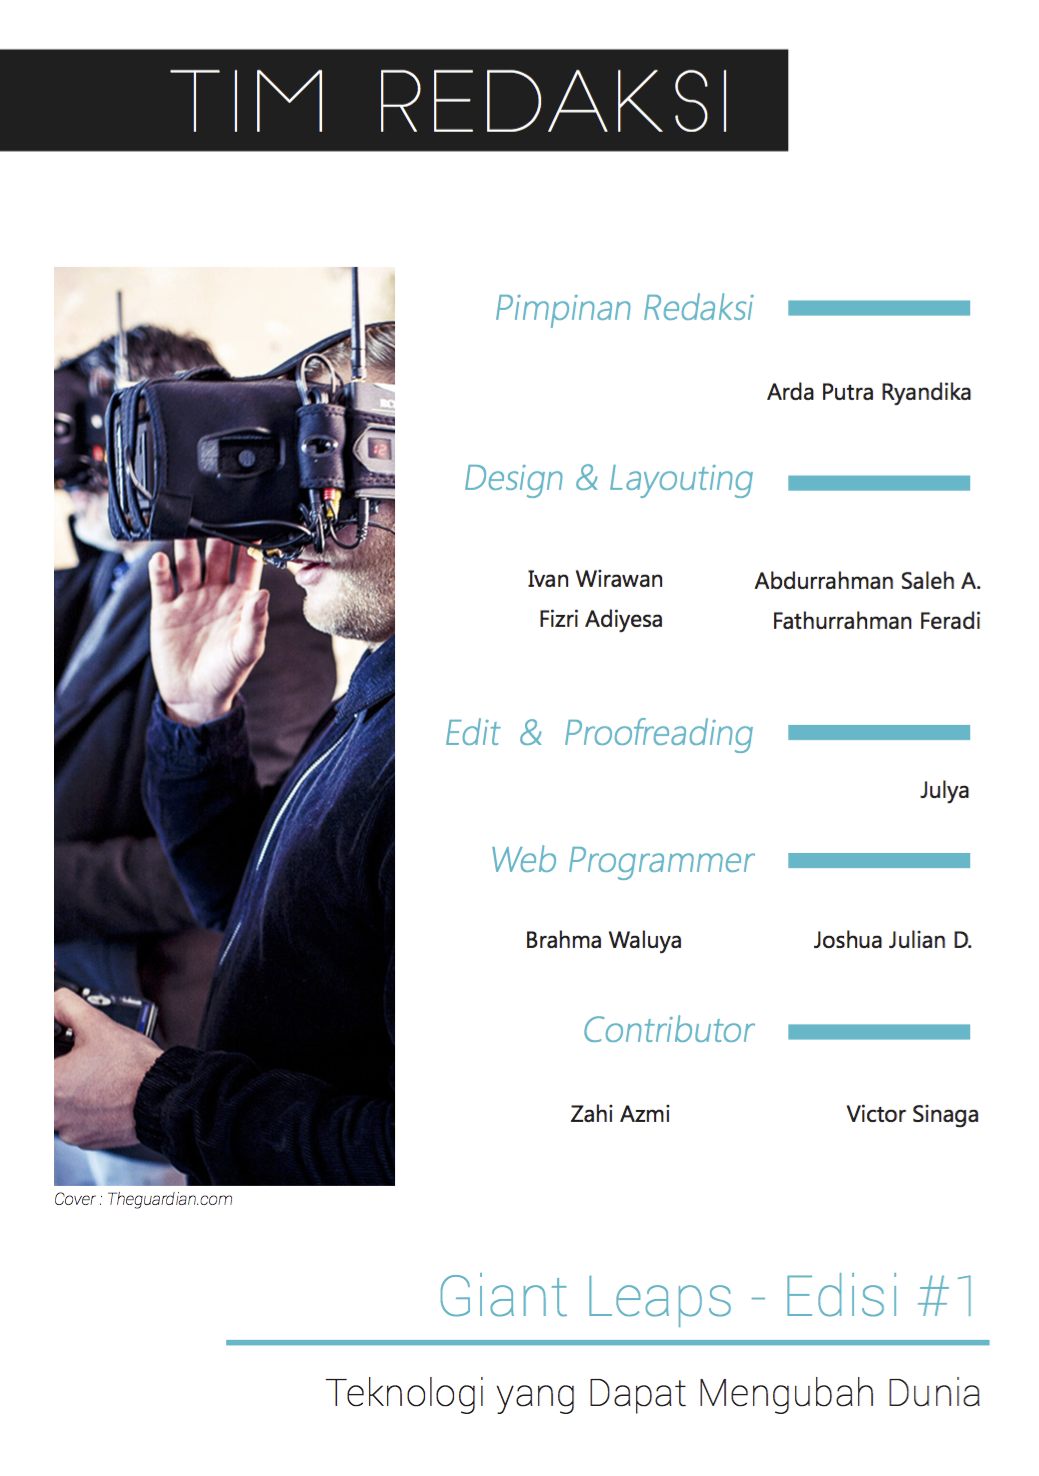 TIM REDAKSI
Pimpinan Redaksi
Arda Putra Ryandika
Design & Layouting
Ivan Wirawan
Fizri Adiyesa
Abdurrahman Saleh A.
Fathurrahman Feradi
Edit & Proofreading
Julya
Web Programmer
Brahma Waluya
Joshua Julian D.
Contributor
Zahi Azmi
Victor Sinaga
Cover : Theguardian.com
Giant Leaps - Edisi #1
Teknologi yang Dapat Mengubah Dunia